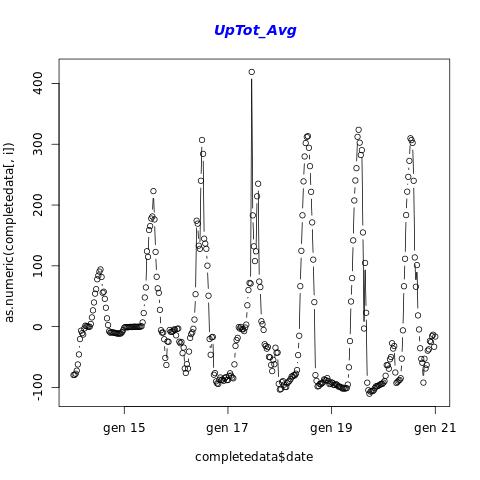 UpTot_Avg
as.numeric(completedata[, i])
400
300
200
100
0
-100
gen 15
gen 17
gen 19
gen 21
completedata$date